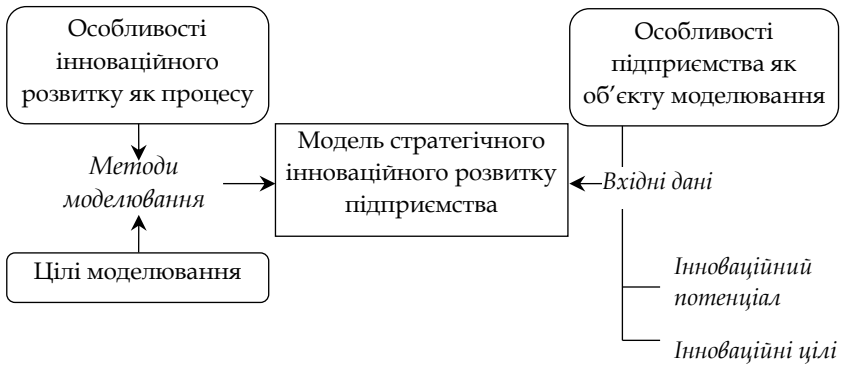 Особливості
інноваційного
розвитку як процесу
Особливості
підприємства як
об’єкту моделювання
Методи
моделювання
Модель стратегічного
інноваційного розвитку
підприємства
Вхідні дані
Цілі моделювання
Інноваційний
потенціал
Інноваційні цілі